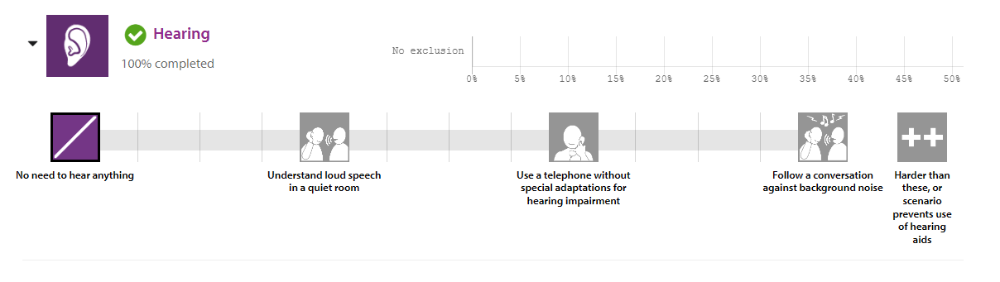 Hearing
100% completed
No exclusion
0% 5% 10% 15% 20% 25% 30% 35% 40% 45% 50%
++
No need to hear anything
Understand loud speech
in a quiet room
Use a telephone without
special adaptations for
hearing impairment
Follow a conversation
against background noise
Harder than
these, or
scenario
prevents use
of hearing
aids